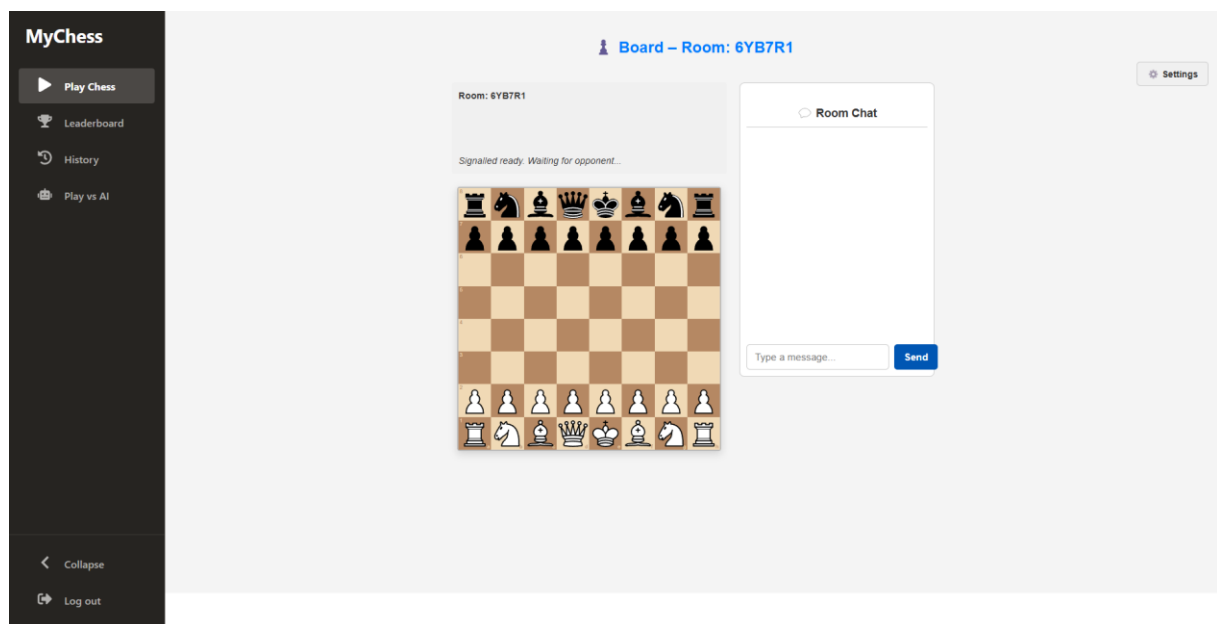 MyChess
Play Chess
Leaderboard
History
Play vs AI
Collapse
Log out
Board – Room: 6YB7R1
Settings
Room: 6YB7R1
Signalled ready. Waiting for opponent...
Room Chat
Type a message...
Send